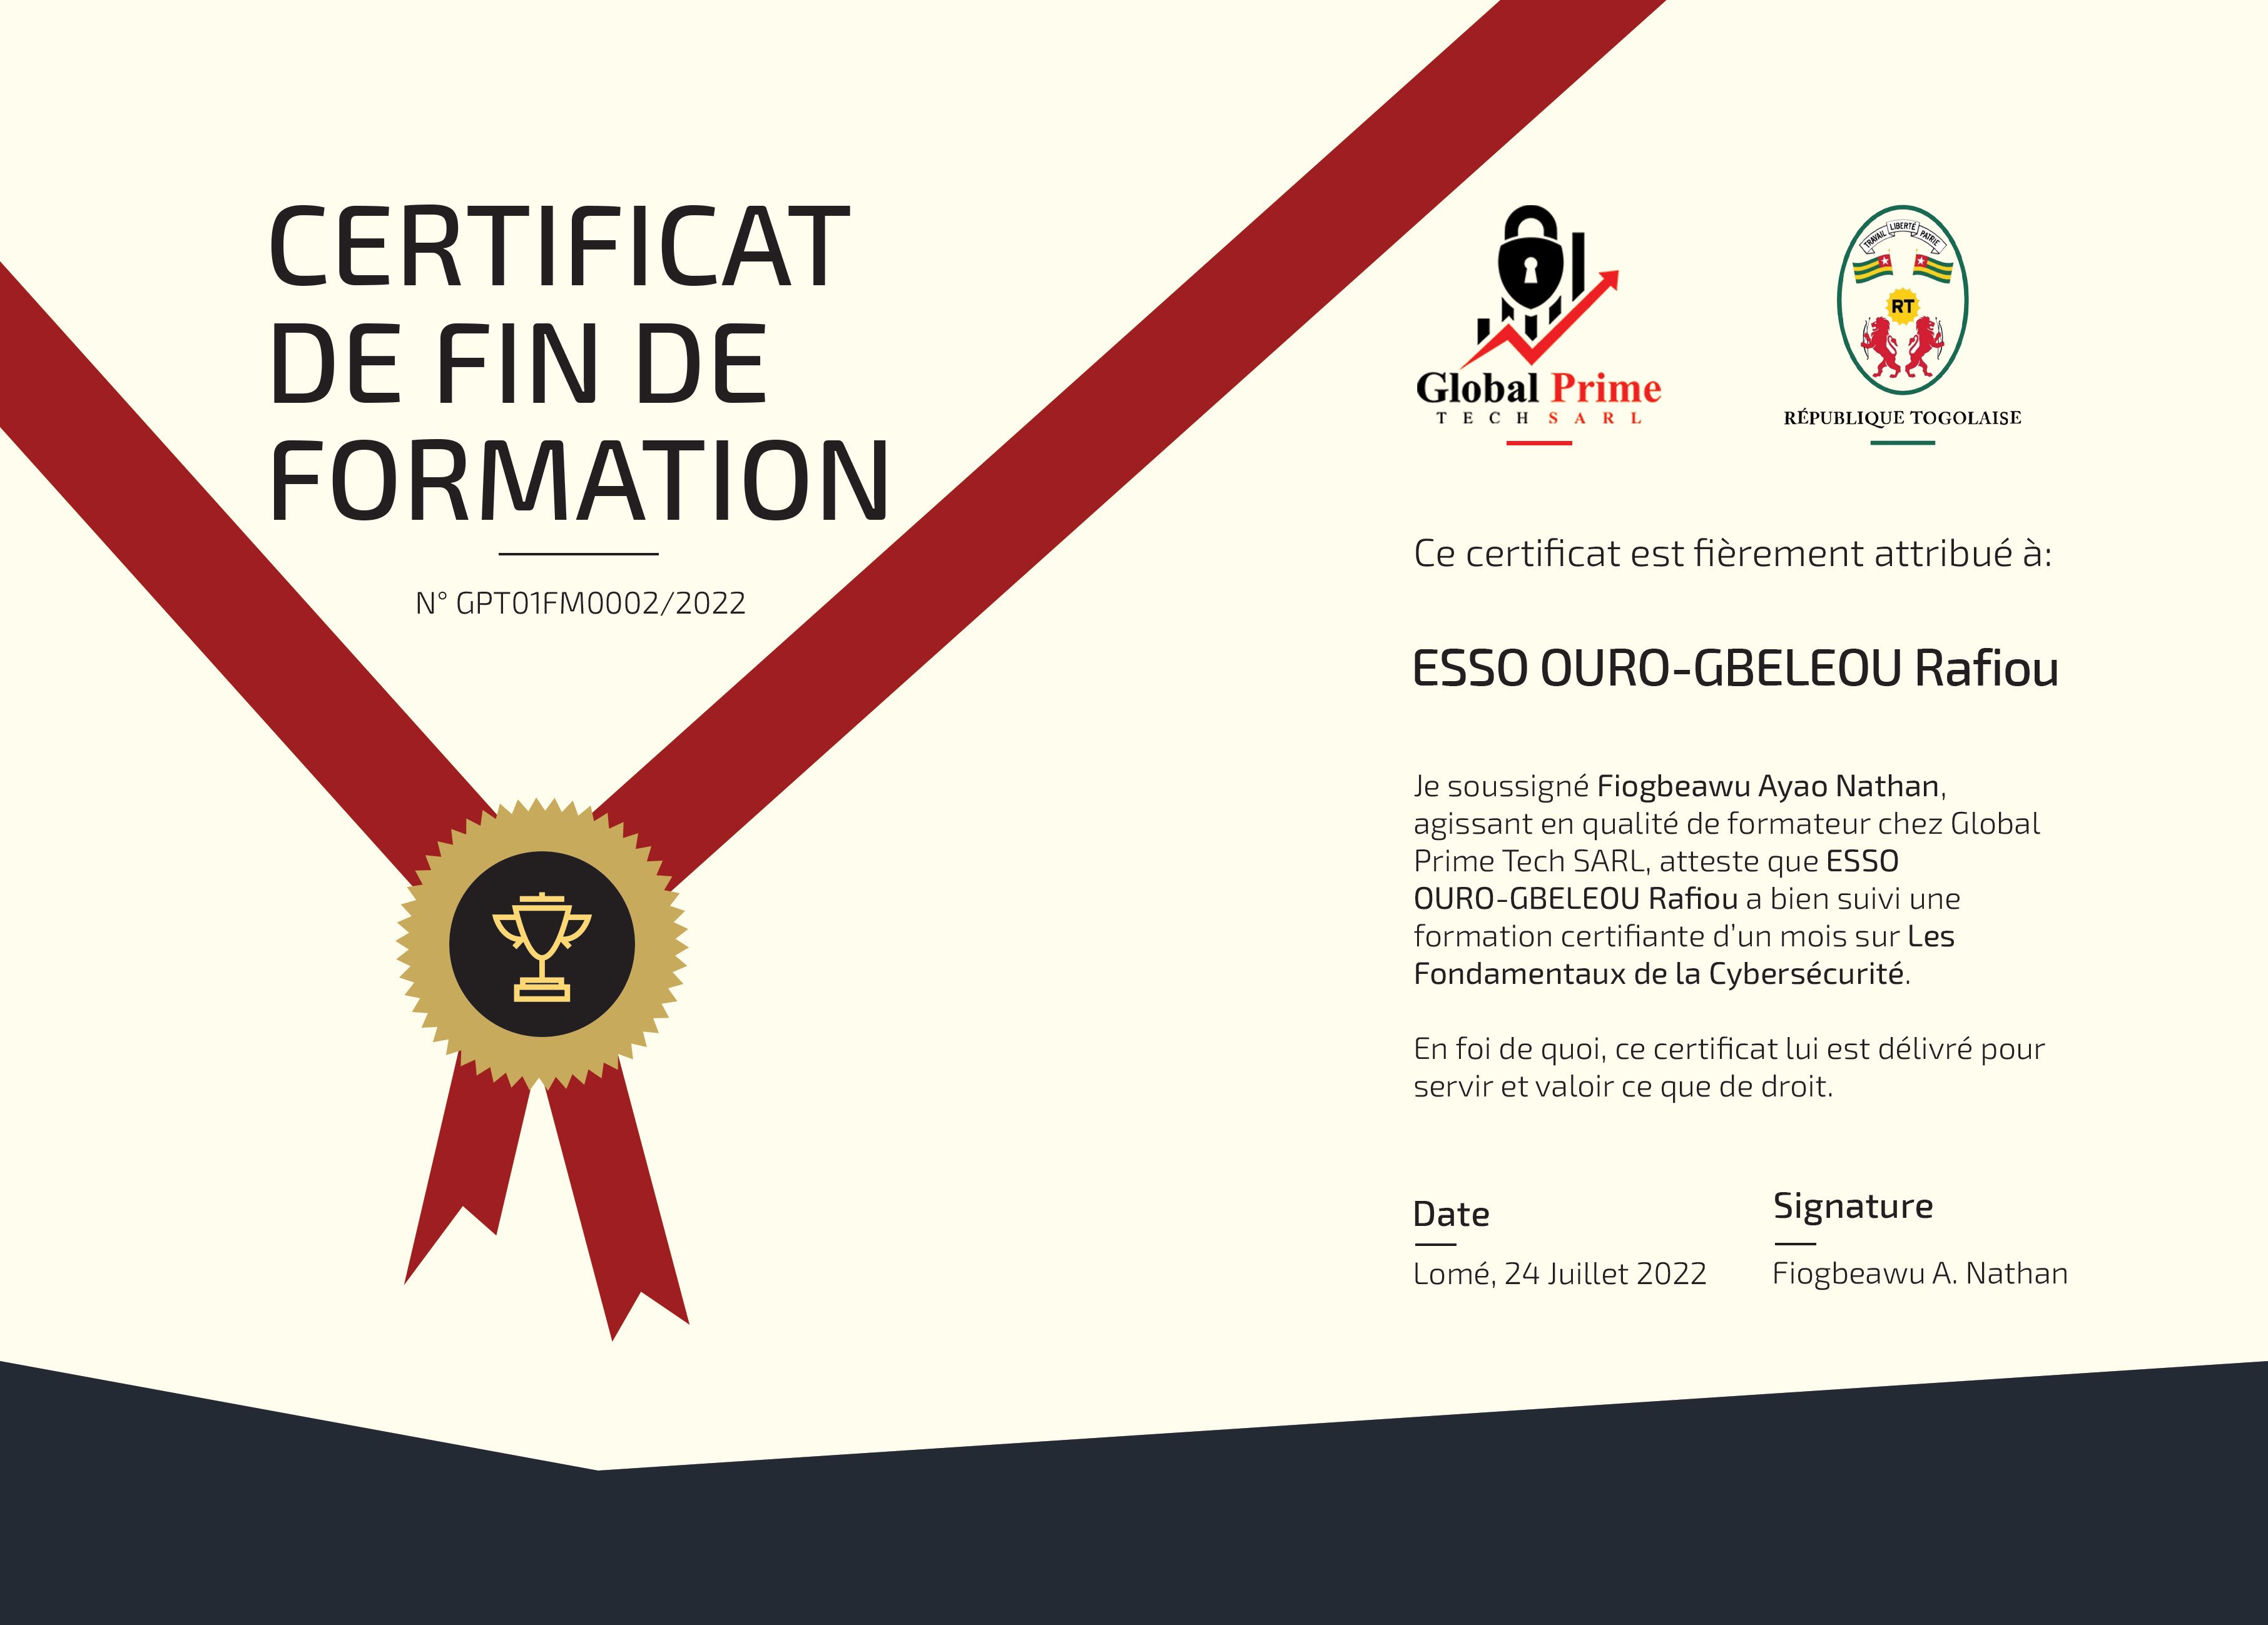 CERTIFICAT
DE FIN DE
FORMATION
N° GPT01FM0002/2022
Global Prime
TECH SARL
TRAVAIL LIBERTÉ PATRIE
RT
RÉPUBLIQUE TOGOLAISE
Ce certificat est fièrement attribué à:
ESSO OURO-GBELEOU Rafiou
Je soussigné Fiogbeawu Ayao Nathan,
agissant en qualité de formateur chez Global
Prime Tech SARL, atteste que ESSO
OURO-GBELEOU Rafiou a bien suivi une
formation certifiante d’un mois sur Les
Fondamentaux de la Cybersécurité.
En foi de quoi, ce certificat lui est délivré pour
servir et valoir ce que de droit.
Date
Lomé, 24 Juillet 2022
Signature
Fiogbeawu A. Nathan